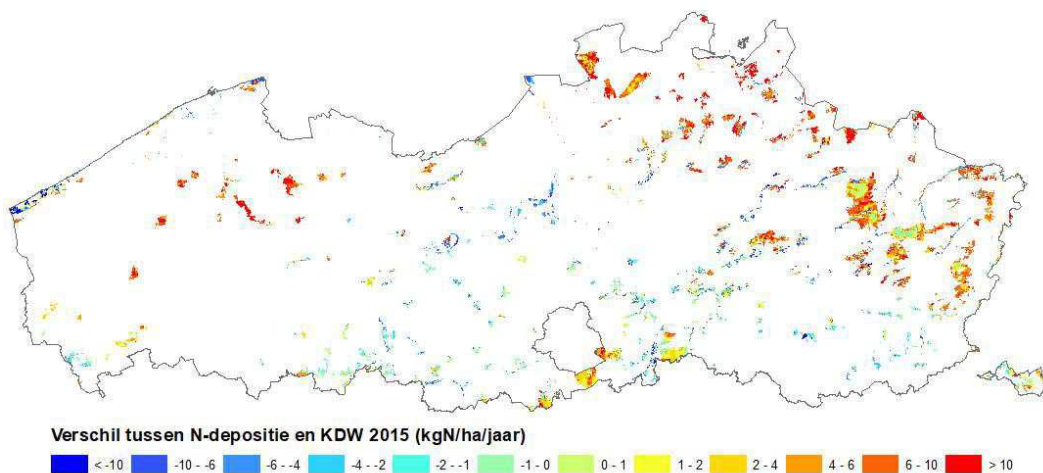 Verschil tussen N-depositie en KDW 2015 (kgN/ha/jaar)
< -10 -10 - -6 -6 - -4 -4 - -2 -2 - -1 -1 - 0 0 - 1 1 - 2 2 - 4 4 - 6 6 - 10 > 10